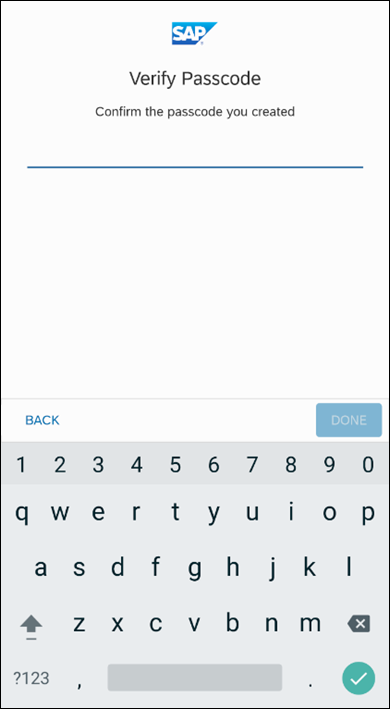 SAP
Verify Passcode
Confirm the passcode you created
BACK DONE
1 2 3 4 5 6 7 8 9 0
q w e r t y u i o p
a s d f g h j k l
z x c v b n m
?123 , .